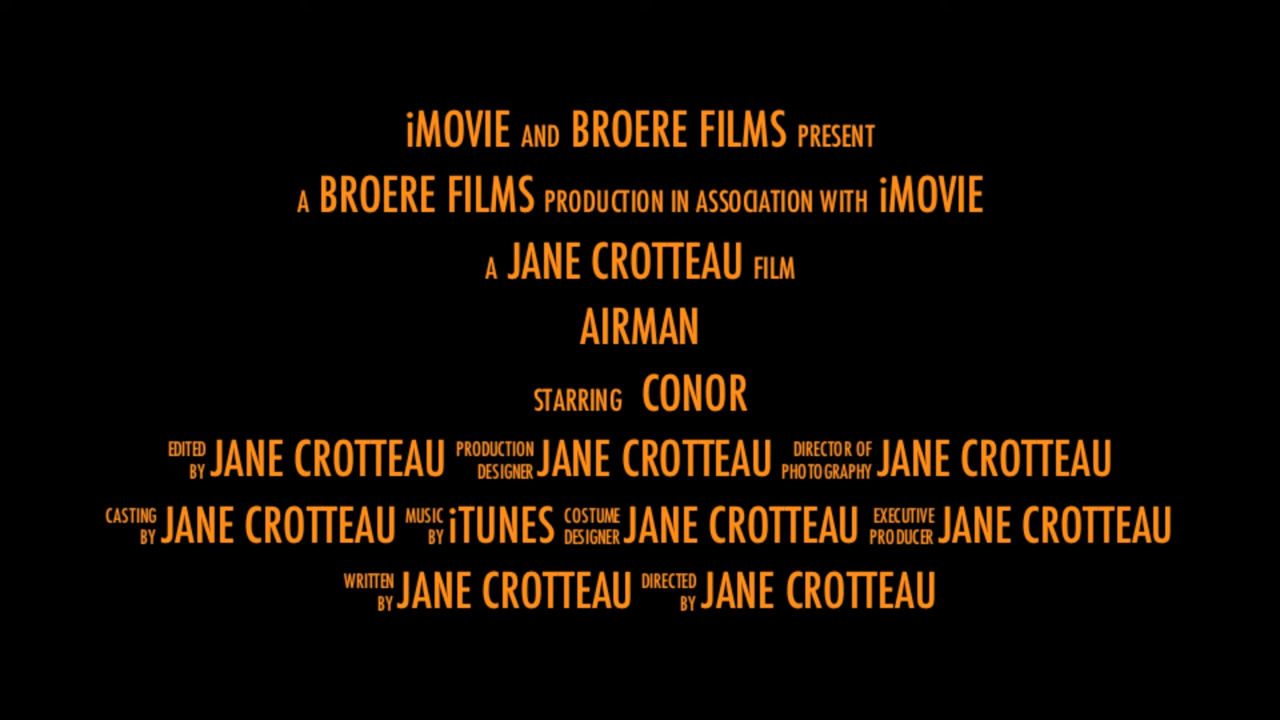 iMOVIE AND BROERE FILMS PRESENT
A BROERE FILMS PRODUCTION IN ASSOCIATION WITH iMOVIE
A JANE CROTTEAU FILM
AIRMAN
STARRING CONOR
EDITED BY JANE CROTTEAU PRODUCTION DESIGNER JANE CROTTEAU DIRECTOR OF PHOTOGRAPHY JANE CROTTEAU
CASTING BY JANE CROTTEAU MUSIC BY iTUNES COSTUME DESIGNER JANE CROTTEAU EXECUTIVE PRODUCER JANE CROTTEAU
WRITTEN BY JANE CROTTEAU DIRECTED BY JANE CROTTEAU